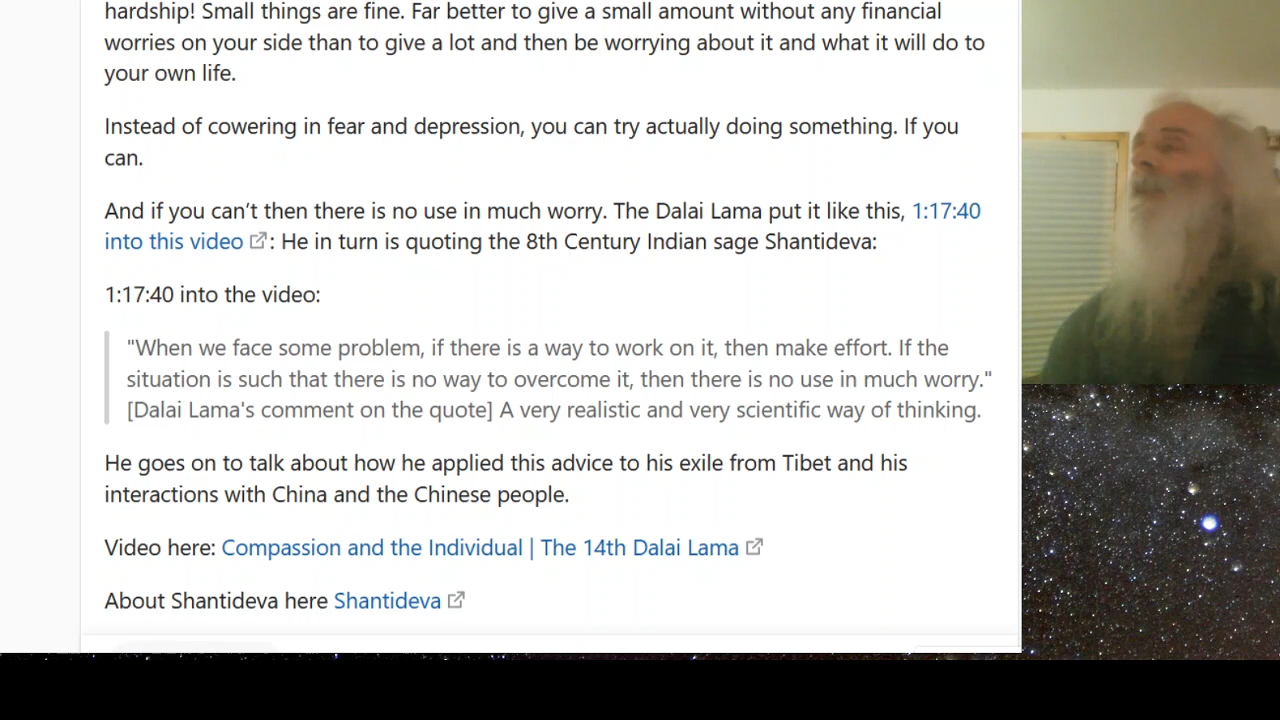 hardship! Small things are fine. Far better to give a small amount without any financial
worries on your side than to give a lot and then be worrying about it and what it will do to
your own life.
Instead of cowering in fear and depression, you can try actually doing something. If you
can.
And if you can’t then there is no use in much worry. The Dalai Lama put it like this, 1:17:40
into this video : He in turn is quoting the 8th Century Indian sage Shantideva:
1:17:40 into the video:
"When we face some problem, if there is a way to work on it, then make effort. If the
situation is such that there is no way to overcome it, then there is no use in much worry."
[Dalai Lama's comment on the quote] A very realistic and very scientific way of thinking.
He goes on to talk about how he applied this advice to his exile from Tibet and his
interactions with China and the Chinese people.
Video here: Compassion and the Individual | The 14th Dalai Lama
About Shantideva here Shantideva